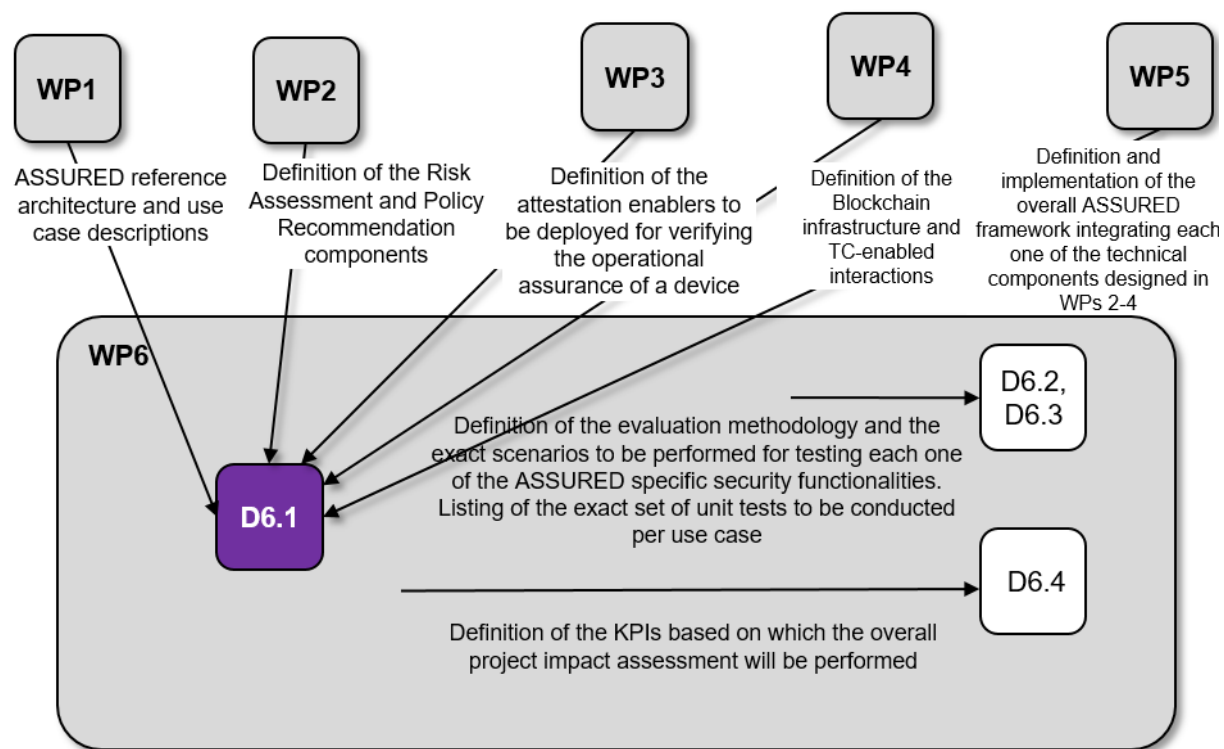 WP1
WP2
WP3
WP4
WP5
ASSURED reference
architecture and use
case descriptions
Definition of the Risk
Assessment and Policy
Recommendation
components
Definition of the
attestation enablers to
be deployed for verifying
the operational
assurance of a device
Definition of the
Blockchain
infrastructure and
TC-enabled
interactions
Definition and
implementation of the
overall ASSURED
framework integrating each
one of the technical
components designed in
WPs 2-4
WP6
D6.1
D6.2,
D6.3
Definition of the evaluation methodology and the
exact scenarios to be performed for testing each one
of the ASSURED specific security functionalities.
Listing of the exact set of unit tests to be conducted
per use case
D6.4
Definition of the KPIs based on which the overall
project impact assessment will be performed